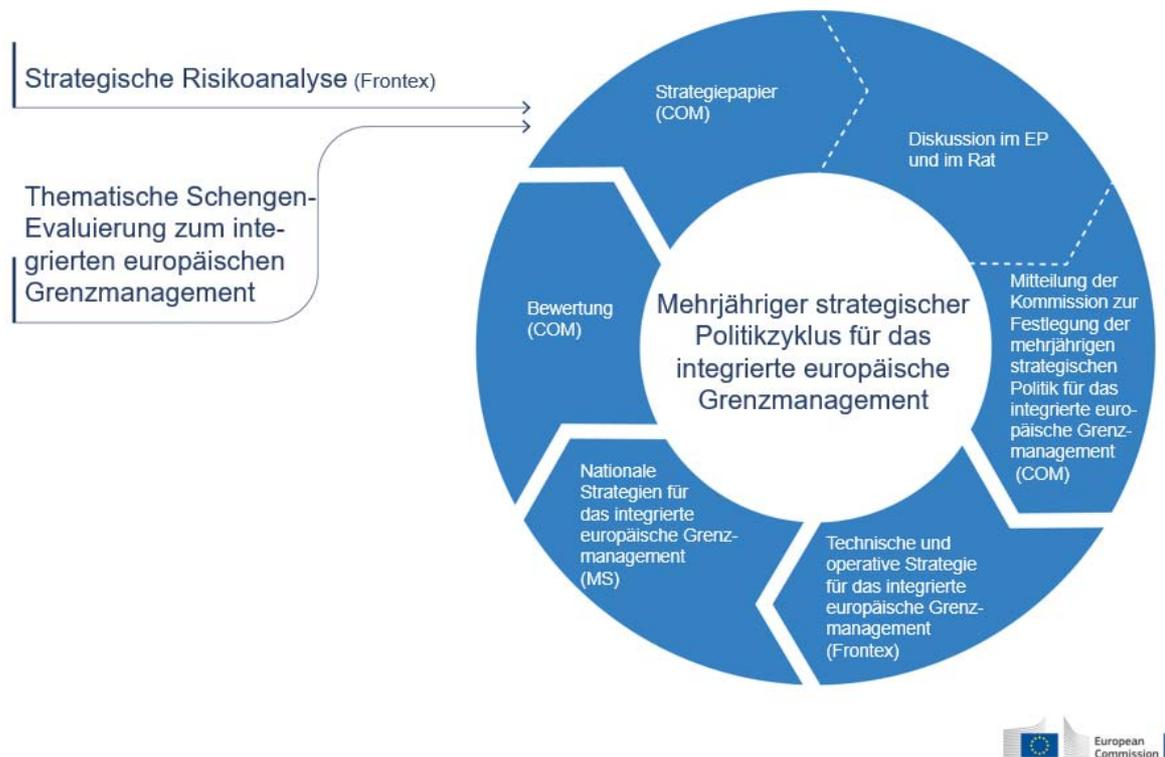 Strategische Risikoanalyse (Frontex)
Thematische Schengen-
Evaluierung zum inte-
grierten europäischen
Grenzmanagement
Strategiepapier
(COM)
Diskussion im EP
und im Rat
Mitteilung der
Kommission zur
Festlegung der
mehrjährigen
strategischen
Politik für das
integrierte euro-
päische Grenz-
management
(COM)
Technische und
operative Strategie
für das integrierte
europäische Grenz-
management
(Frontex)
Nationale
Strategien für
das integrierte
europäische Grenz-
management
(MS)
Bewertung
(COM)
Mehrjähriger strategischer
Politikzyklus für das
integrierte europäische
Grenzmanagement
European
Commission